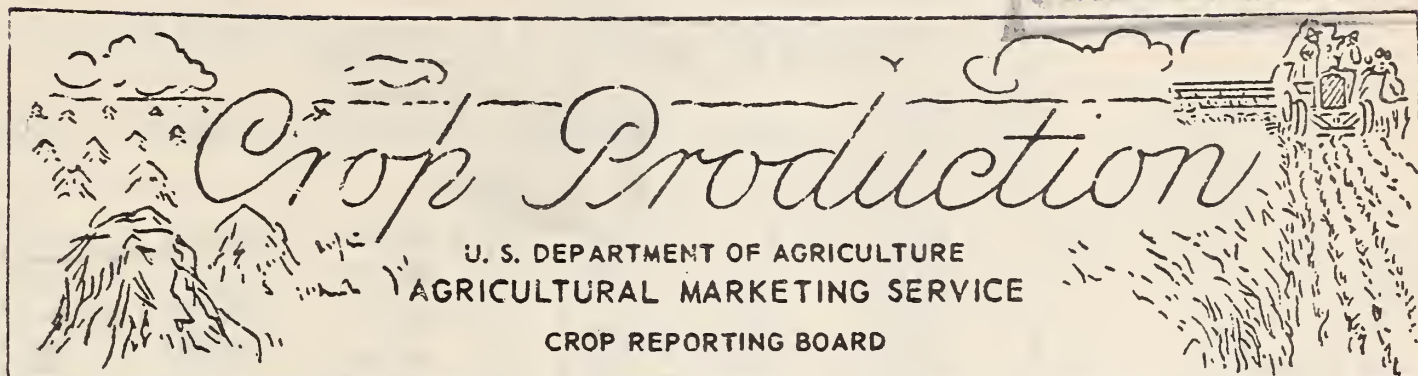 Crop Production
U. S. DEPARTMENT OF AGRICULTURE
AGRICULTURAL MARKETING SERVICE
CROP REPORTING BOARD